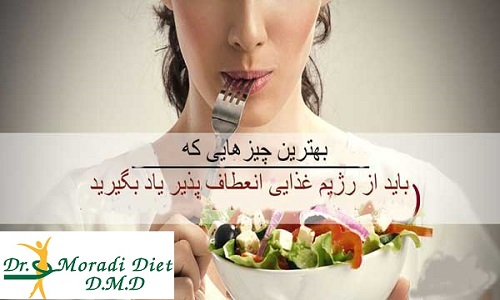 بهترین چیزهایی که
باید از رژیم غذایی انعطاف پذیر یاد بگیرید)
Dr. Moradi Diet
D.M.D